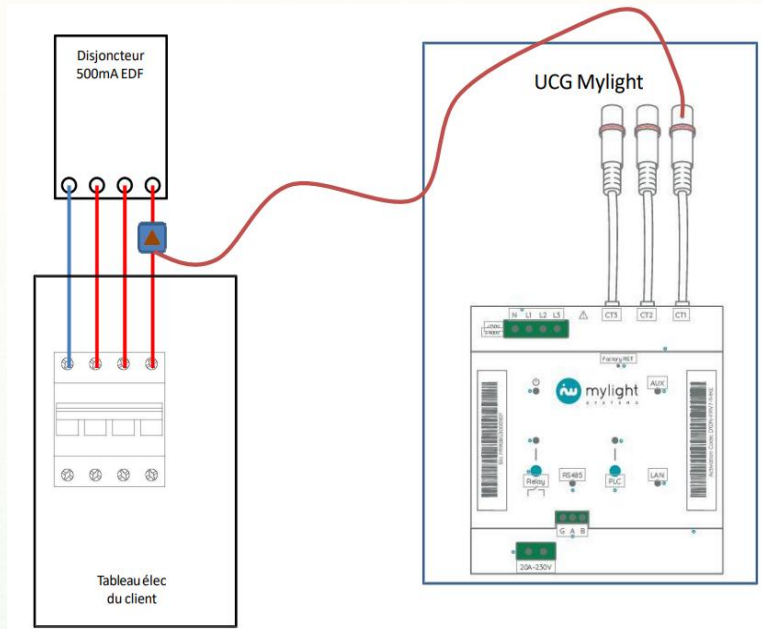 Disjoncteur
500mA EDF
UCG Mylight
N L1 L2 L3
CT3 CT2 CT1
Factory RST
mylight
SYSTEMS
AUX
Relay
RS485
PLC
LAN
G A B
20A-230V
Tableau élec
du client